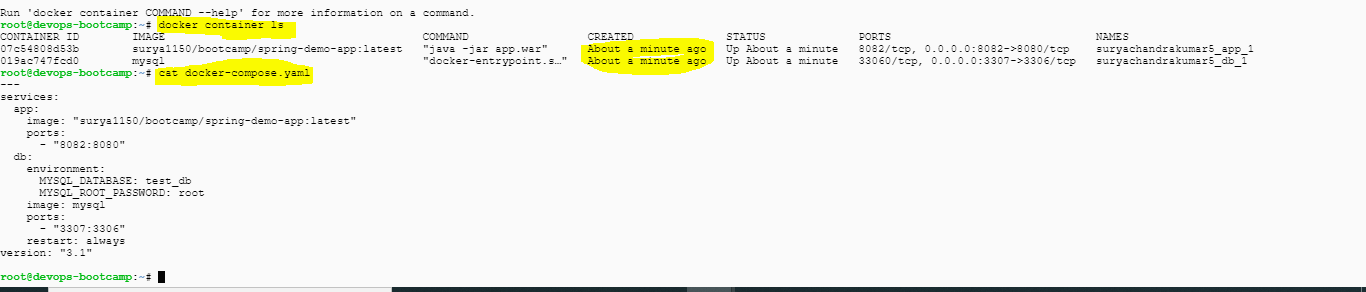 Run 'docker container COMMAND --help' for more information on a command.
root@devops-bootcamp:~# docker container ls
CONTAINER ID        IMAGE                                       COMMAND                  CREATED              STATUS              PORTS                              NAMES
07c54808d53b        surya1150/bootcamp/spring-demo-app:latest   "java -jar app.war"      About a minute ago   Up About a minute   8082/tcp, 0.0.0.0:8082->8080/tcp   suryachandrakumar5_app_1
019ac747fcd0        mysql                                       "docker-entrypoint.s…"   About a minute ago   Up About a minute   33060/tcp, 0.0.0.0:3307->3306/tcp   suryachandrakumar5_db_1
root@devops-bootcamp:~# cat docker-compose.yaml
---
services:
  app:
    image: "surya1150/bootcamp/spring-demo-app:latest"
    ports:
      - "8082:8080"
  db:
    environment:
      MYSQL_DATABASE: test_db
      MYSQL_ROOT_PASSWORD: root
    image: mysql
    ports:
      - "3307:3306"
    restart: always
version: "3.1"
root@devops-bootcamp:~#